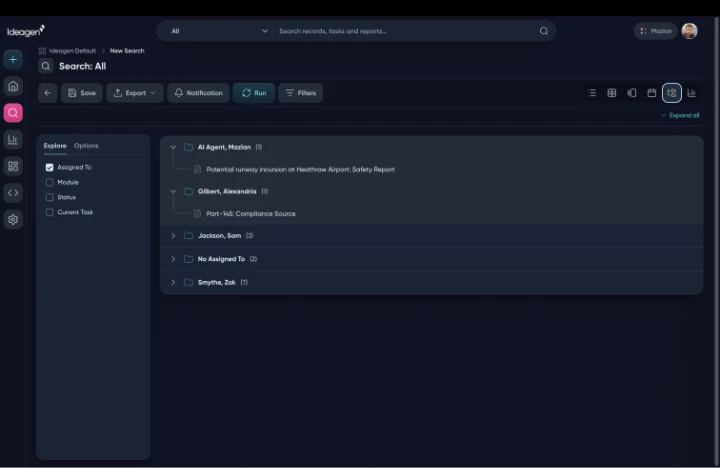 Ideagen
All
Search records, tasks and reports...
Mazlan
Ideagen Default > New Search
Search: All
Save
Export
Notification
Run
Filters
Expand all
Explore
Options
Assigned To
Module
Status
Current Task
AI Agent, Mazlan (1)
Potential runway incursion at Heathrow Airport: Safety Report
Gilbert, Alexandria (1)
Part-145: Compliance Source
Jackson, Sam (3)
No Assigned To (2)
Smythe, Zak (7)